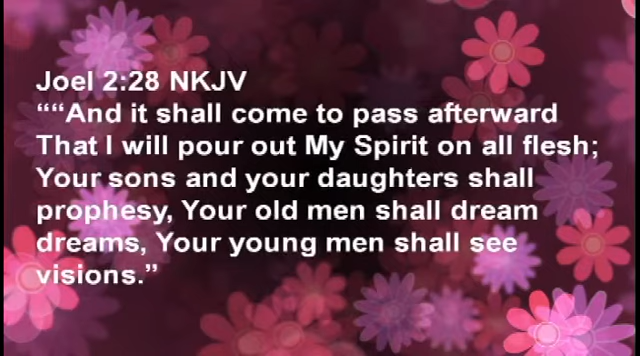 Joel 2:28 NKJV
““And it shall come to pass afterward
That I will pour out My Spirit on all flesh;
Your sons and your daughters shall
prophesy, Your old men shall dream
dreams, Your young men shall see
visions.”